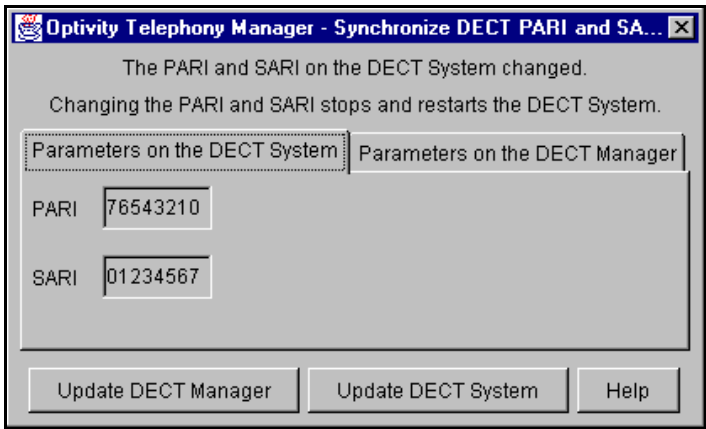 Optivity Telephony Manager - Synchronize DECT PARI and SA...
The PARI and SARI on the DECT System changed.
Changing the PARI and SARI stops and restarts the DECT System.
Parameters on the DECT System Parameters on the DECT Manager
PARI 76543210
SARI 01234567
Update DECT Manager Update DECT System Help